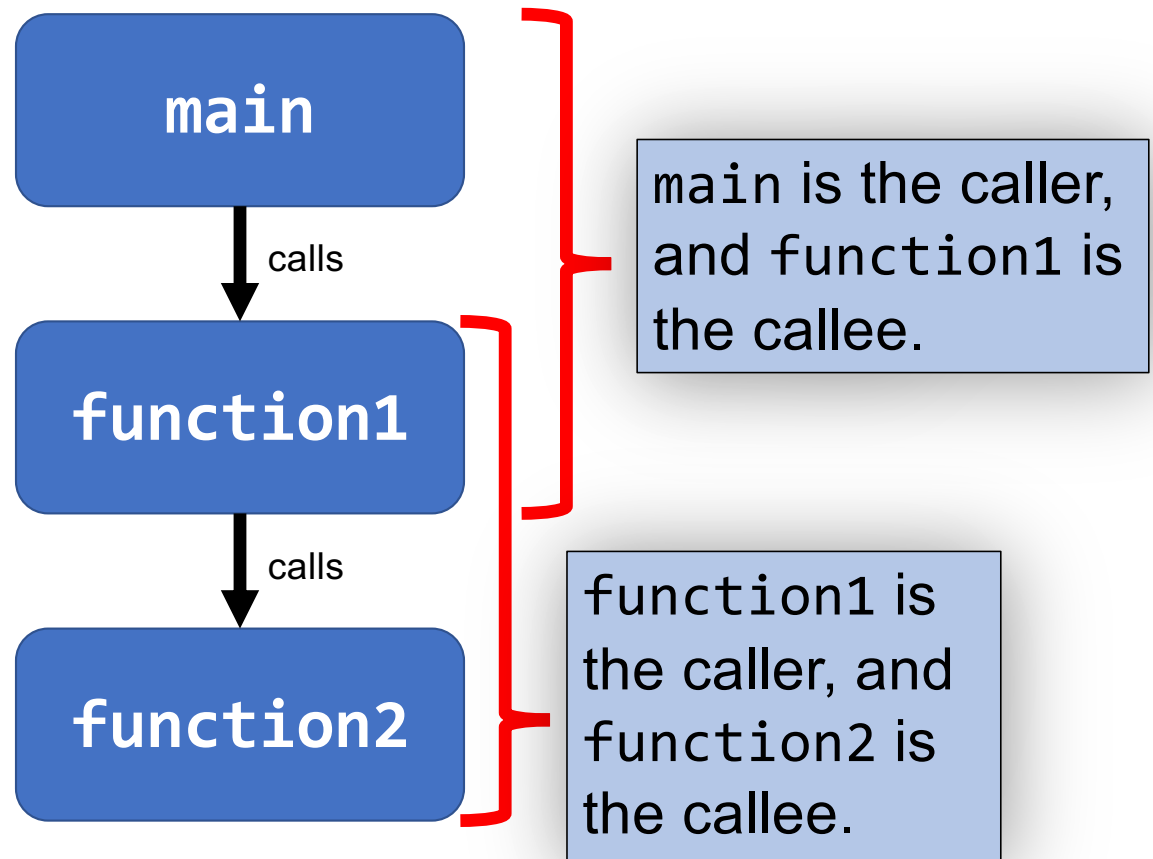 main
calls
main is the caller,
and function1 is
the callee.
function1
calls
function1 is
the caller, and
function2 is
the callee.
function2